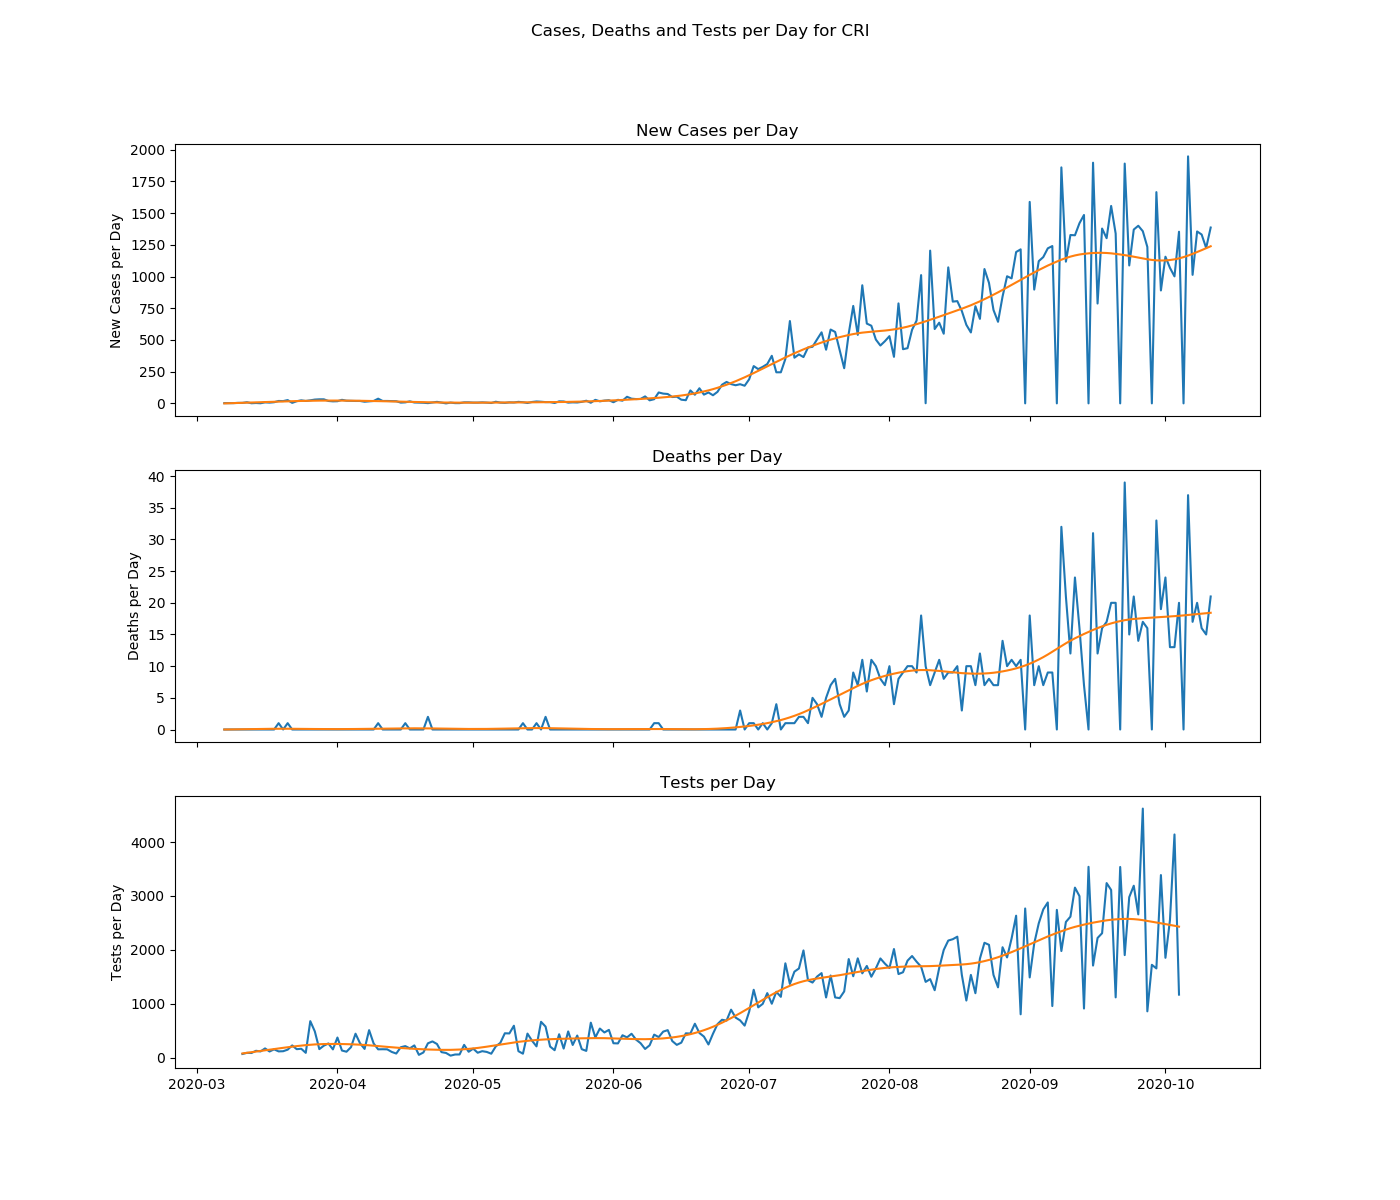 Cases, Deaths and Tests per Day for CRI
New Cases per Day
2000
1750
1500
1250
1000
750
500
250
0
New Cases per Day
Deaths per Day
40
35
30
25
20
15
10
5
0
Deaths per Day
Tests per Day
4000
3000
2000
1000
0
Tests per Day
2020-03 2020-04 2020-05 2020-06 2020-07 2020-08 2020-09 2020-10